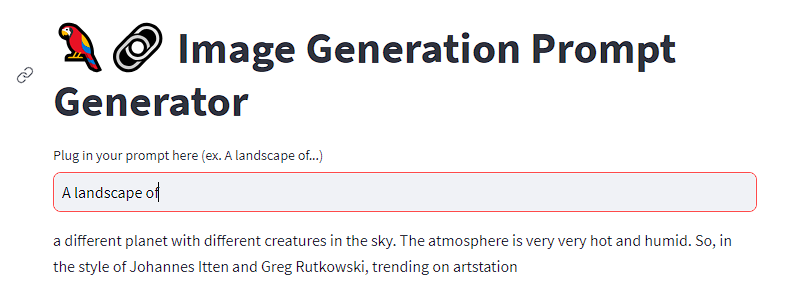 🦜🔗 Image Generation Prompt
Generator
Plug in your prompt here (ex. A landscape of...)
A landscape of
a different planet with different creatures in the sky. The atmosphere is very very hot and humid. So, in
the style of Johannes Itten and Greg Rutkowski, trending on artstation